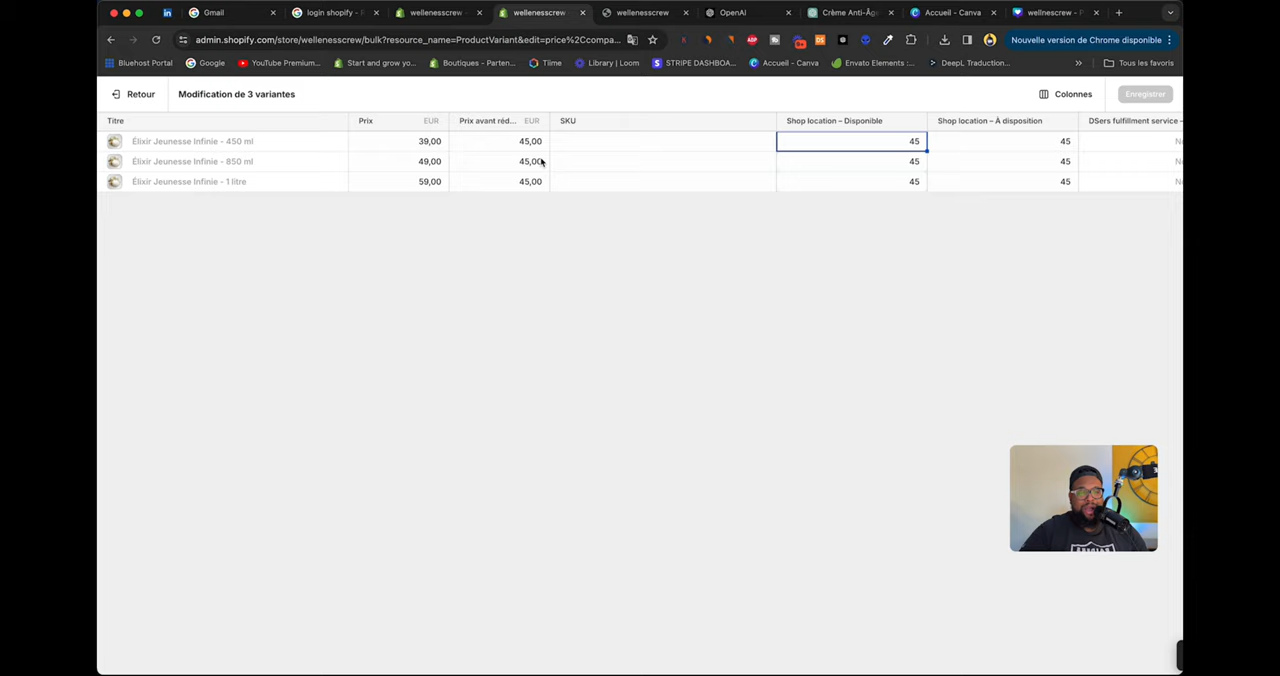 Gmail
login shopify -
wellenesscrew
wellenesscrew
wellenesscrew
OpenAI
Crème Anti-Âg
Accueil - Canva
wellnescrew - P
admin.shopify.com/store/wellenesscrew/bulk?resource_name=ProductVariant&edit=price%2Ccompa...
Nouvelle version de Chrome disponible
Bluehost Portal
Google
YouTube Premium...
Start and grow yo...
Boutiques - Parten...
Tiime
Library | Loom
STRIPE DASHBOA...
Accueil - Canva
Envato Elements :...
DeepL Traduction...
Tous les favoris
Retour
Modification de 3 variantes
Colonnes
Enregistrer
Titre Prix EUR Prix avant réd... EUR SKU Shop location – Disponible Shop location – À disposition DSers fulfillment service –
Élixir Jeunesse Infinie - 450 ml 39,00 45,00 45 45
Élixir Jeunesse Infinie - 850 ml 49,00 45,00 45 45
Élixir Jeunesse Infinie - 1 litre 59,00 45,00 45 45